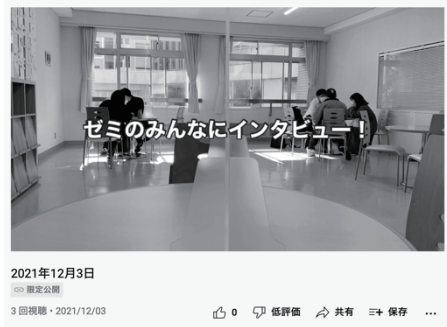 ゼミのみんなにインタビュー！
2021年12月3日
限定公開
3 回視聴・2021/12/03
0 低評価 共有 保存 …